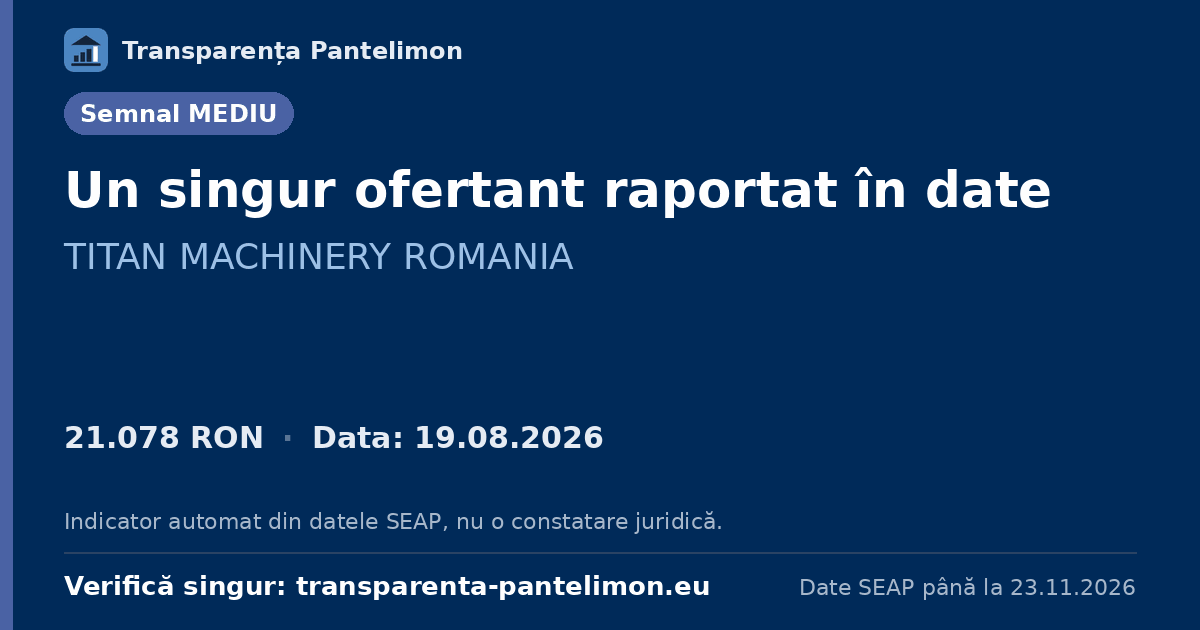 Transparența Pantelimon
Semnal MEDIU
Un singur ofertant raportat în date
TITAN MACHINERY ROMANIA
21.078 RON · Data: 19.08.2026
Indicator automat din datele SEAP, nu o constatare juridică.
Verifică singur: transparenta-pantelimon.eu
Date SEAP până la 23.11.2026